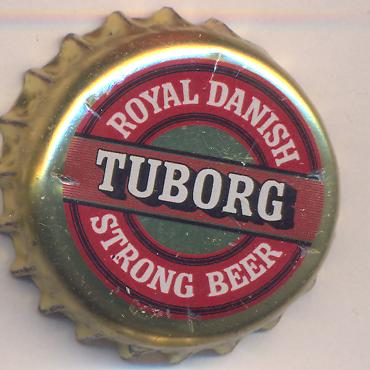 ROYAL DANISH
TUBORG
STRONG BEER